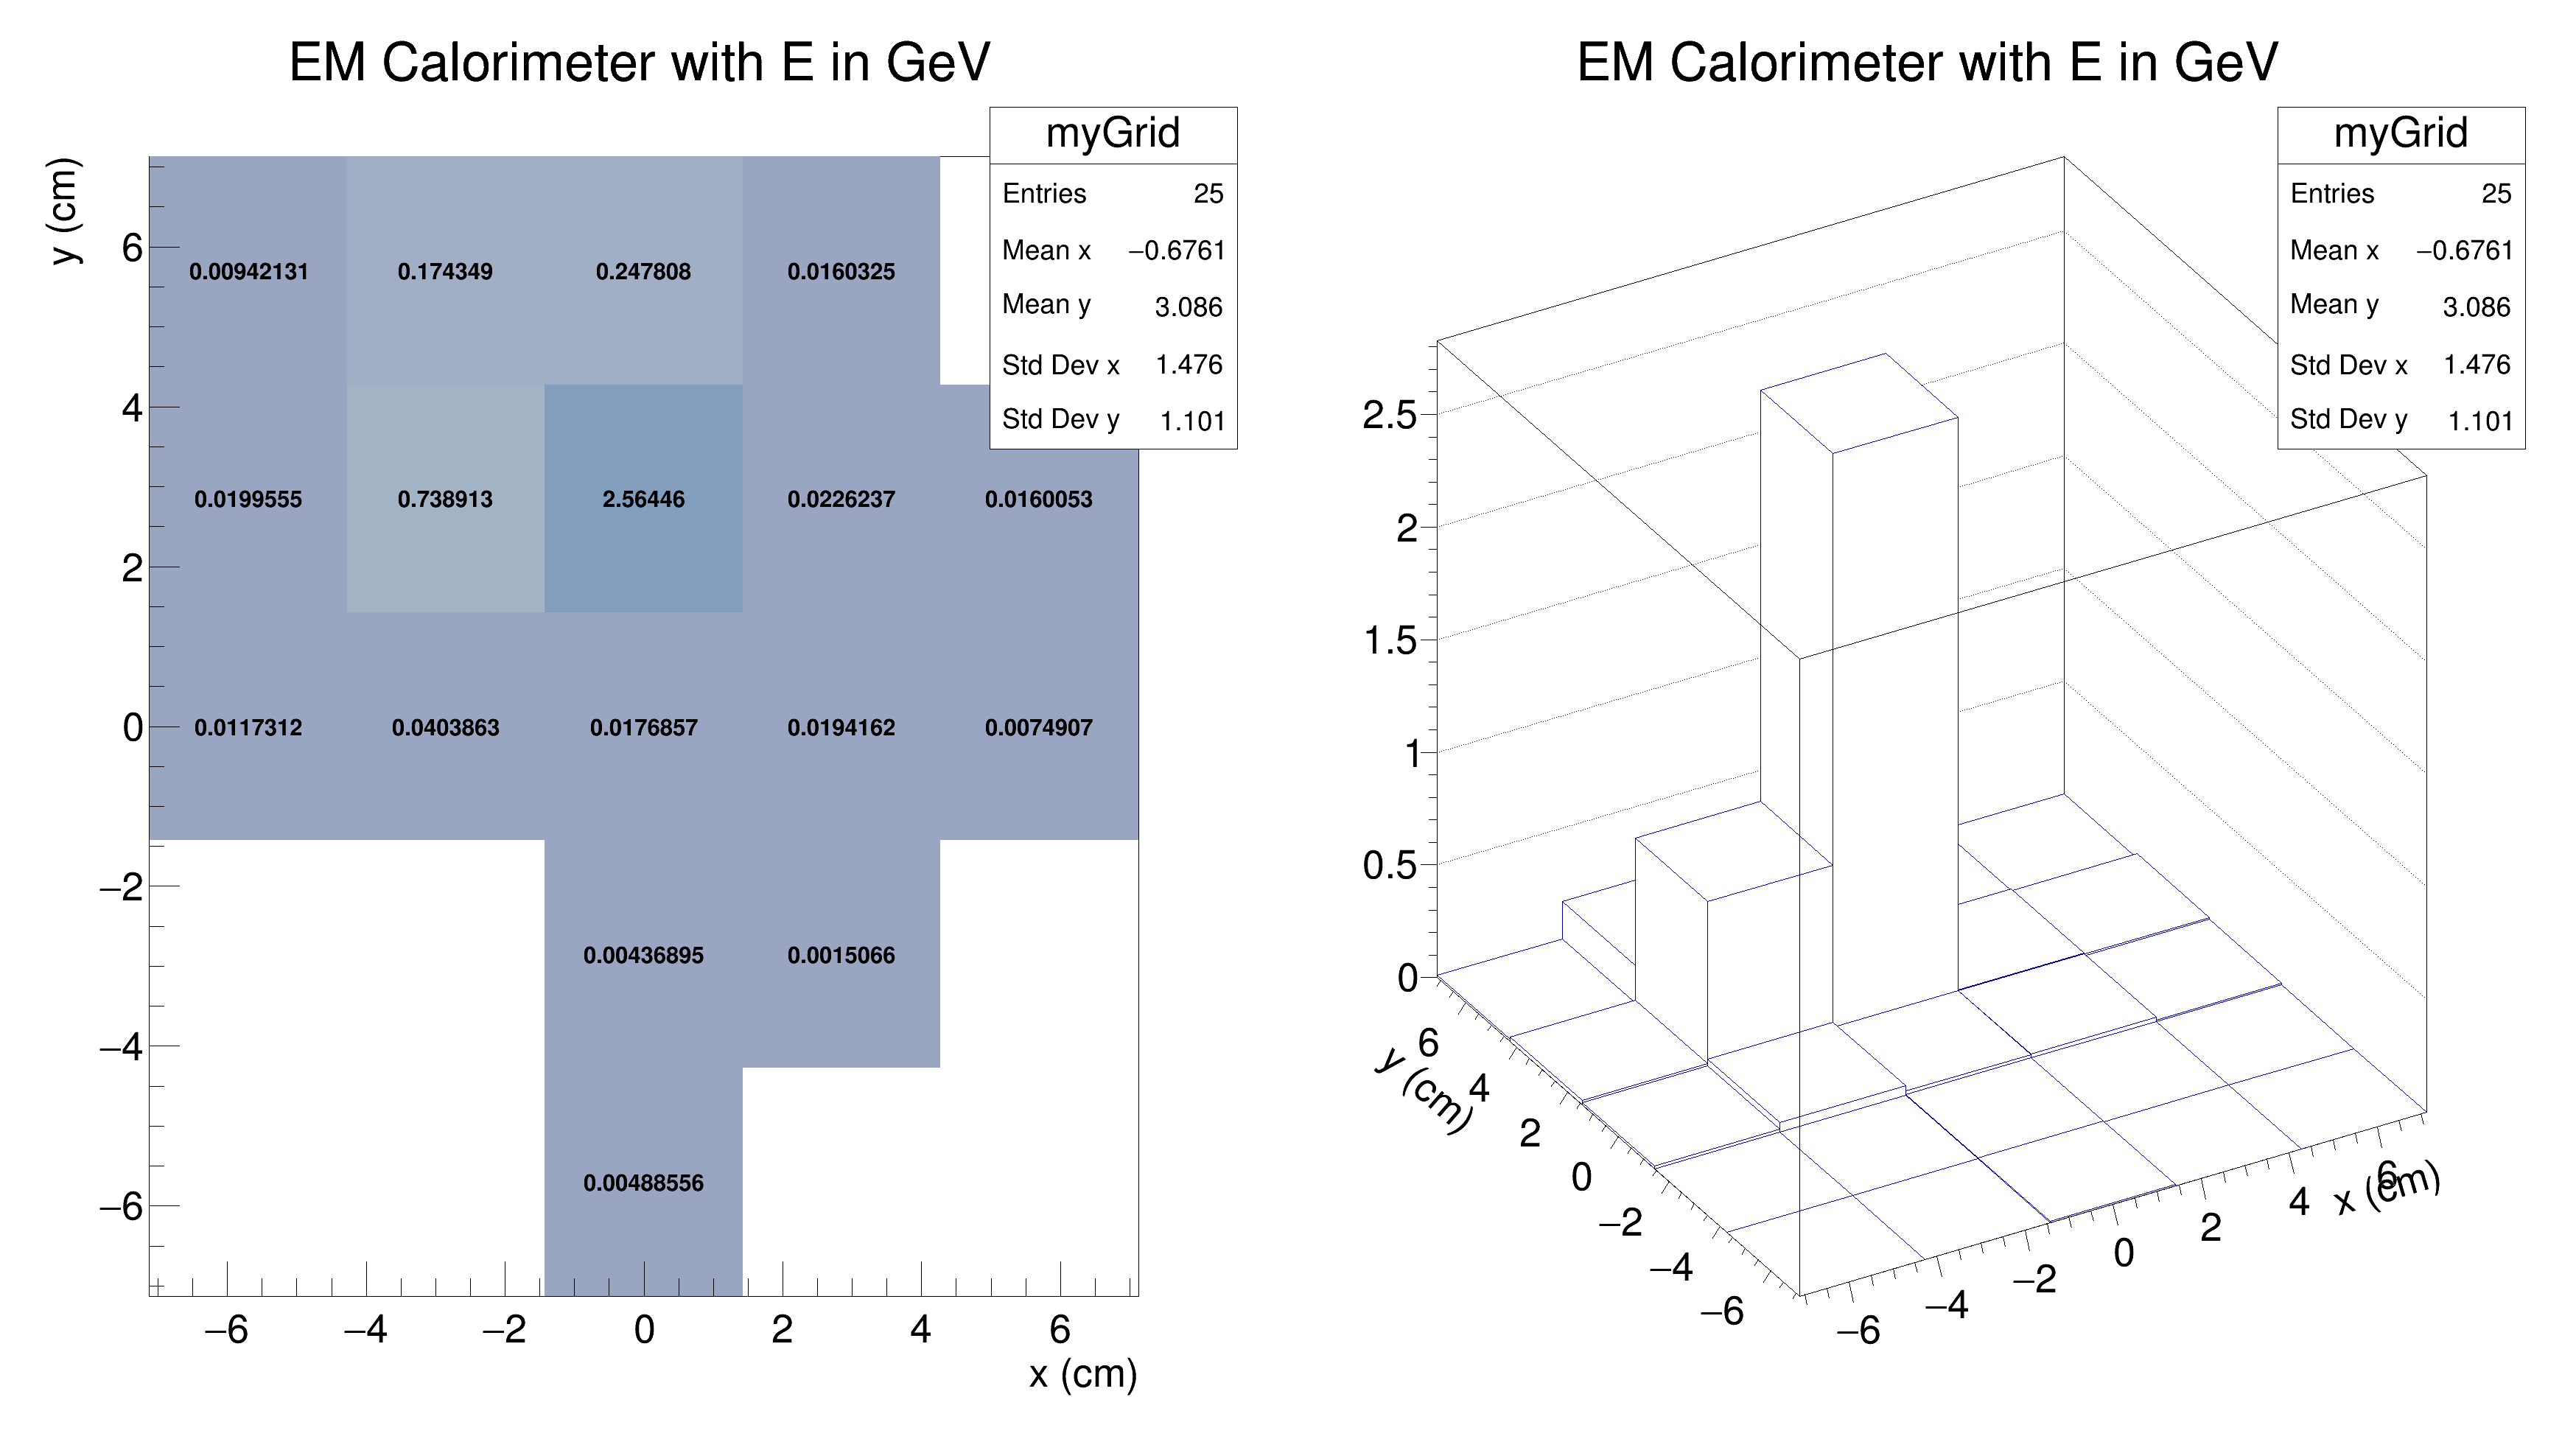 EM Calorimeter with E in GeV
myGrid
Entries 25
Mean x −0.6761
Mean y 3.086
Std Dev x 1.476
Std Dev y 1.101
y (cm)
6
4
2
0
−2
−4
−6
0.00942131 0.174349 0.247808 0.0160325
0.0199555 0.738913 2.56446 0.0226237 0.0160053
0.0117312 0.0403863 0.0176857 0.0194162 0.0074907
0.00436895 0.0015066
0.00488556
−6 −4 −2 0 2 4 6
x (cm)
EM Calorimeter with E in GeV
myGrid
Entries 25
Mean x −0.6761
Mean y 3.086
Std Dev x 1.476
Std Dev y 1.101
2.5
2
1.5
1
0.5
0
y (cm)
6
4
2
0
−2
−4
−6
−6 −4 −2 0 2 4 6
x (cm)